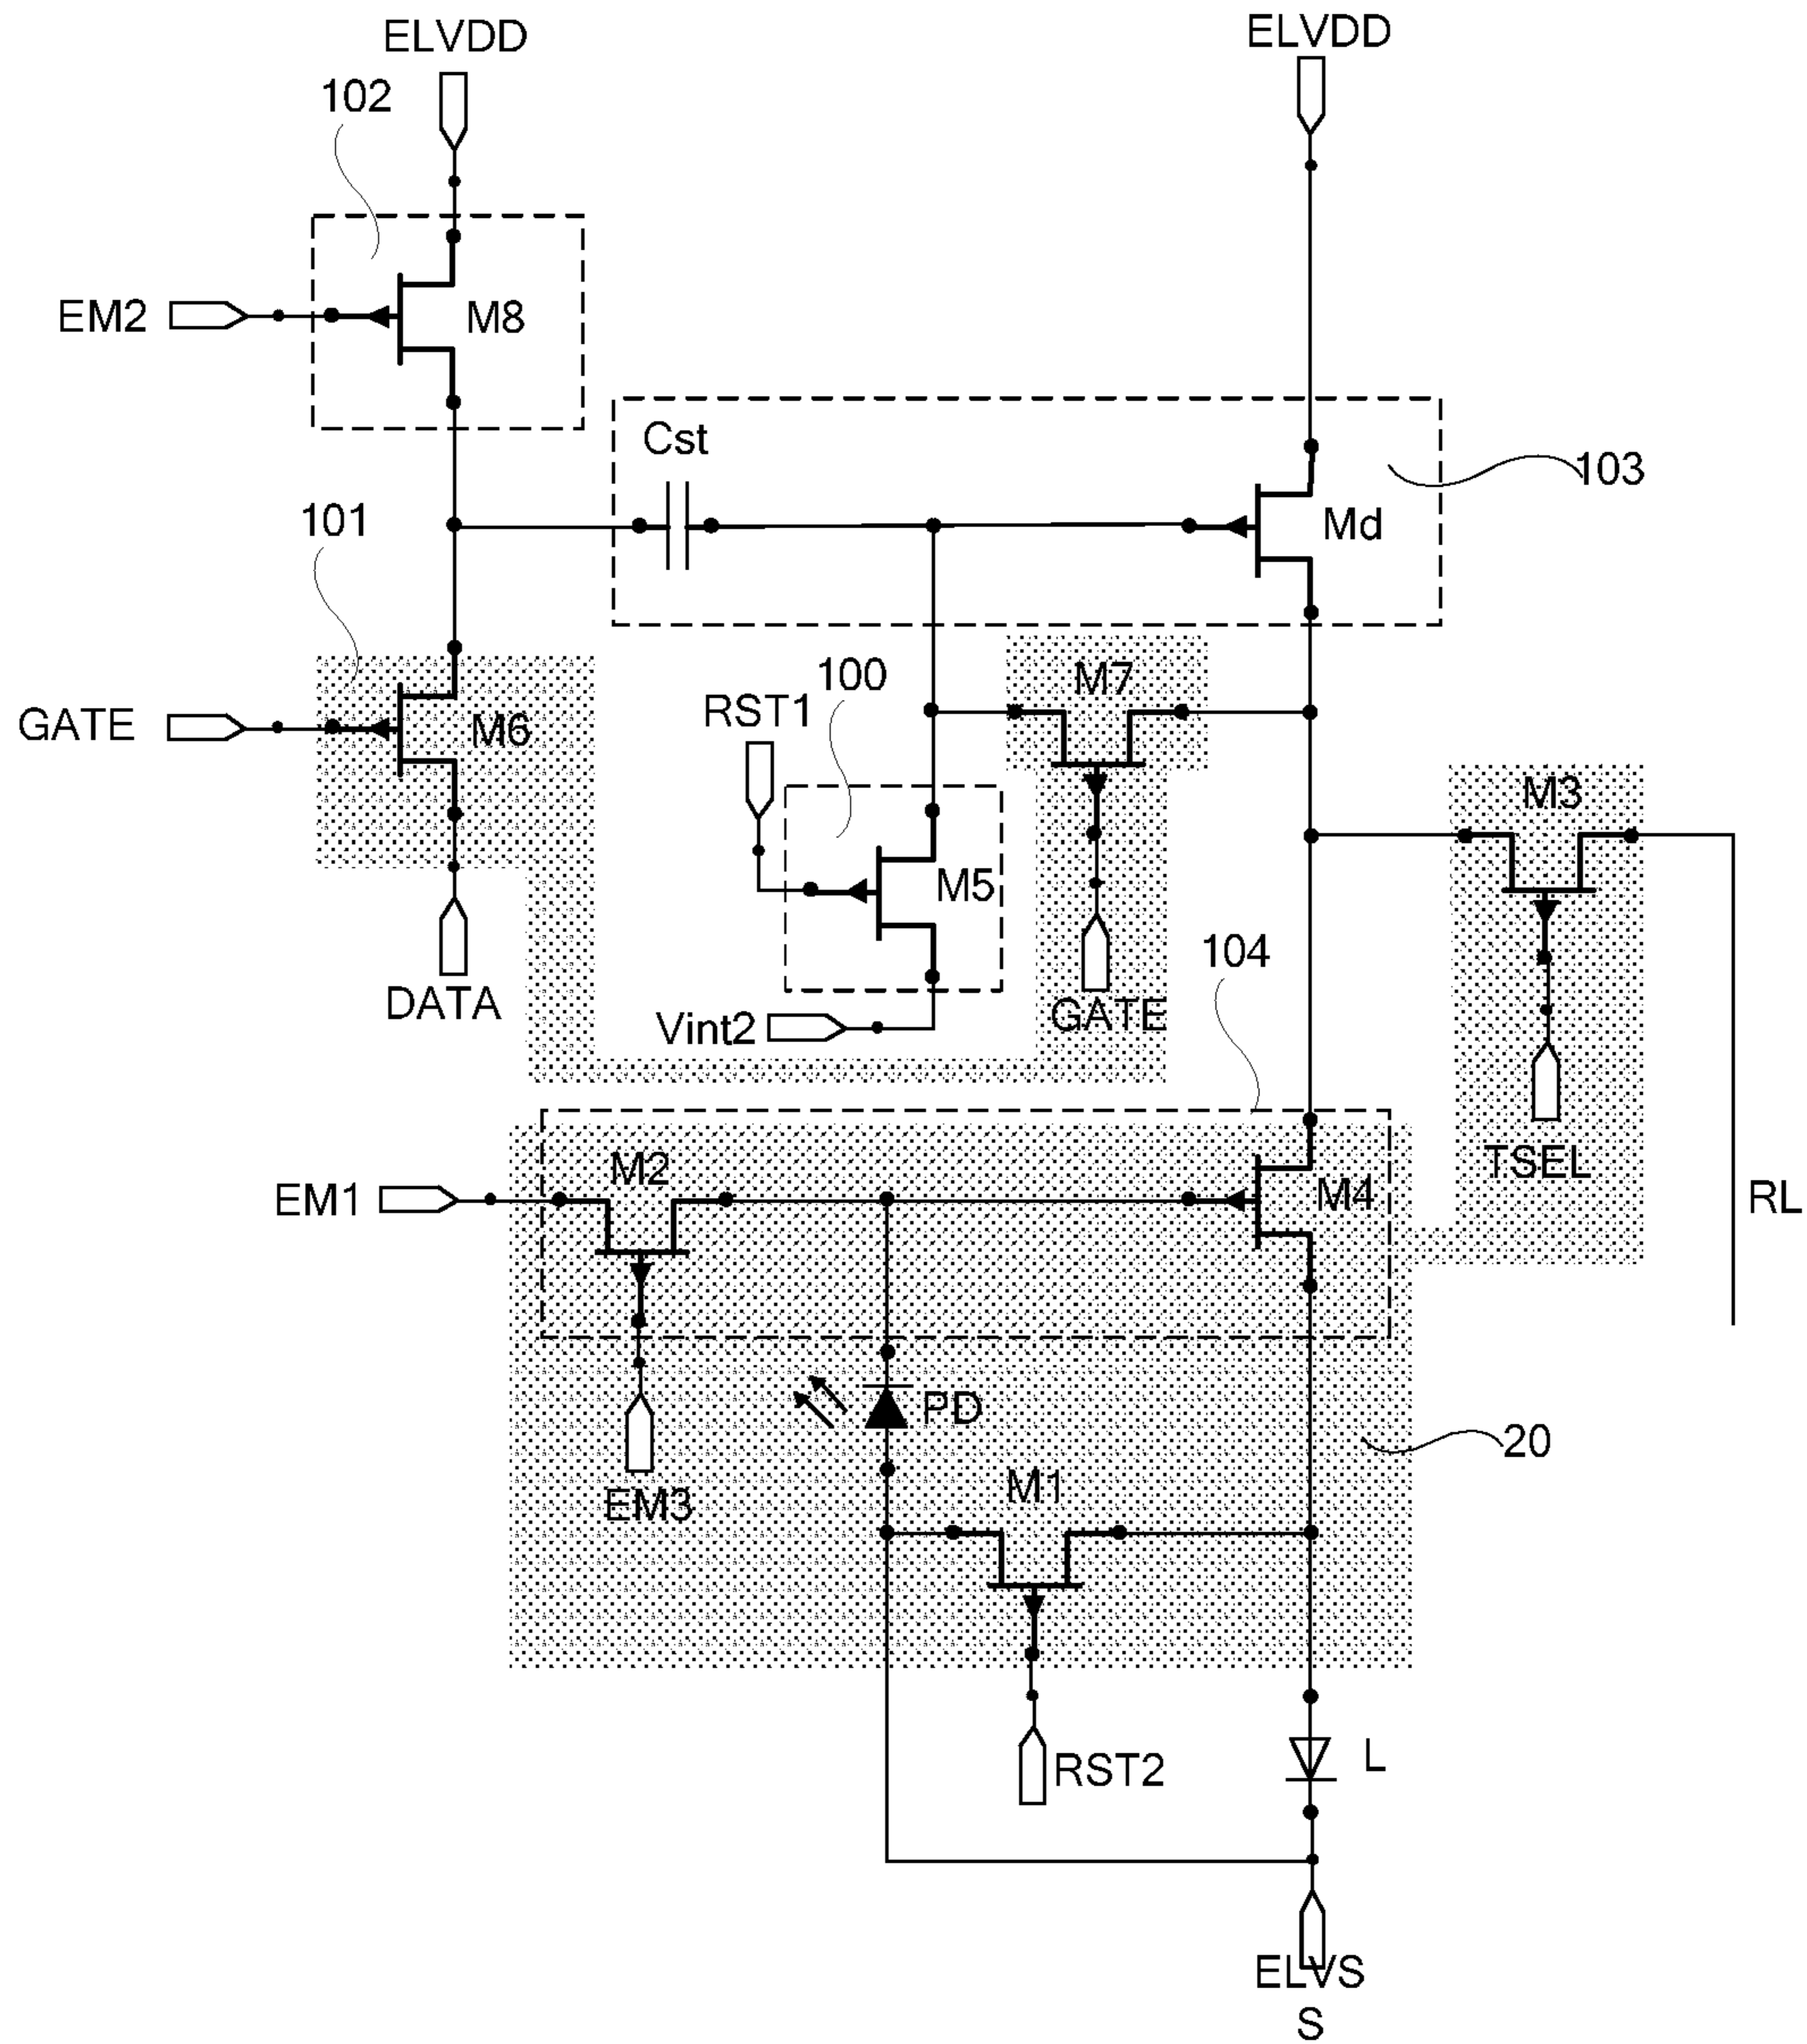 ELVDD
ELVDD
102
EM2
M8
Cst
103
Md
101
GATE
M6
M7
100
RST1
M3
M5
DATA
Vint2
GATE
104
M2
TSEL
EM1
M4
RL
PD
20
M1
EM3
RST2
L
ELVS
S